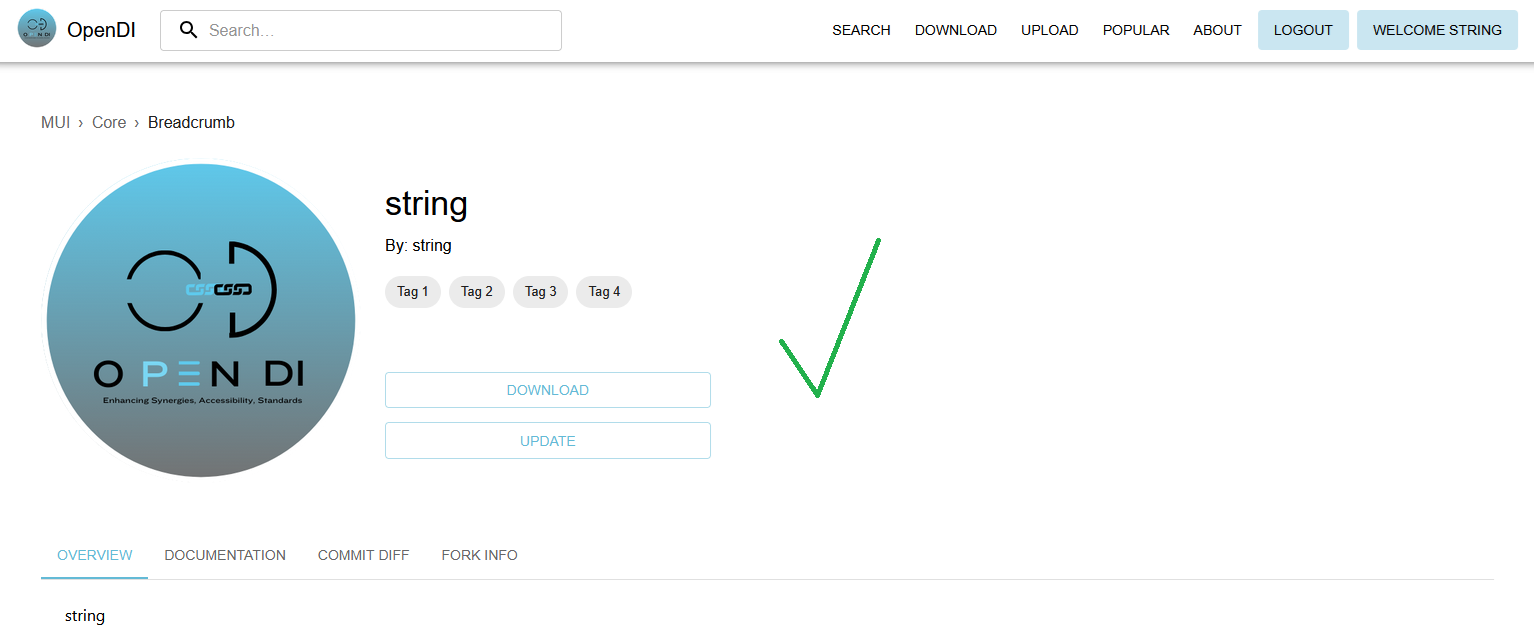 OpenDI
Search...
SEARCH
DOWNLOAD
UPLOAD
POPULAR
ABOUT
LOGOUT
WELCOME STRING
MUI › Core › Breadcrumb
OPEN DI
Enhancing Synergies, Accessibility, Standards
string
By: string
Tag 1
Tag 2
Tag 3
Tag 4
DOWNLOAD
UPDATE
OVERVIEW
DOCUMENTATION
COMMIT DIFF
FORK INFO
string